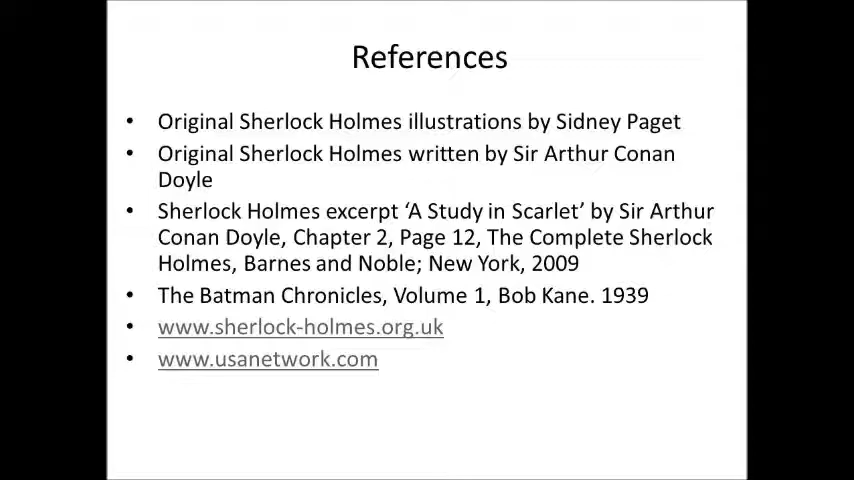 References
• Original Sherlock Holmes illustrations by Sidney Paget
• Original Sherlock Holmes written by Sir Arthur Conan
Doyle
• Sherlock Holmes excerpt ‘A Study in Scarlet’ by Sir Arthur
Conan Doyle, Chapter 2, Page 12, The Complete Sherlock
Holmes, Barnes and Noble; New York, 2009
• The Batman Chronicles, Volume 1, Bob Kane. 1939
• www.sherlock-holmes.org.uk
• www.usanetwork.com